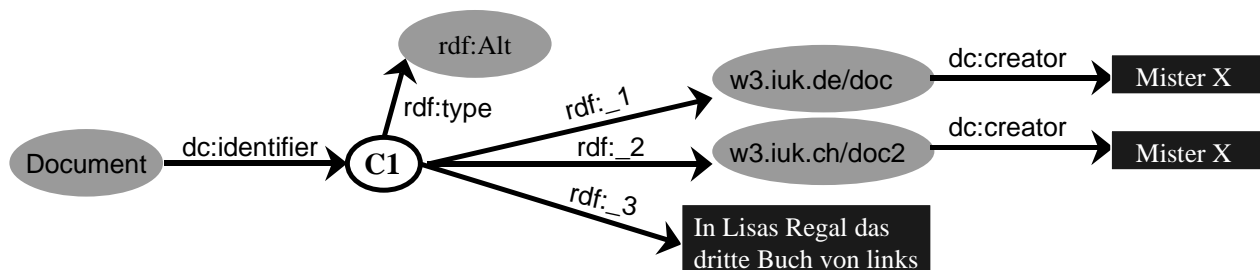 rdf:Alt
rdf:type
Document
dc:identifier
C1
rdf:_1
w3.iuk.de/doc
dc:creator
Mister X
rdf:_2
w3.iuk.ch/doc2
dc:creator
Mister X
rdf:_3
In Lisas Regal das
dritte Buch von links